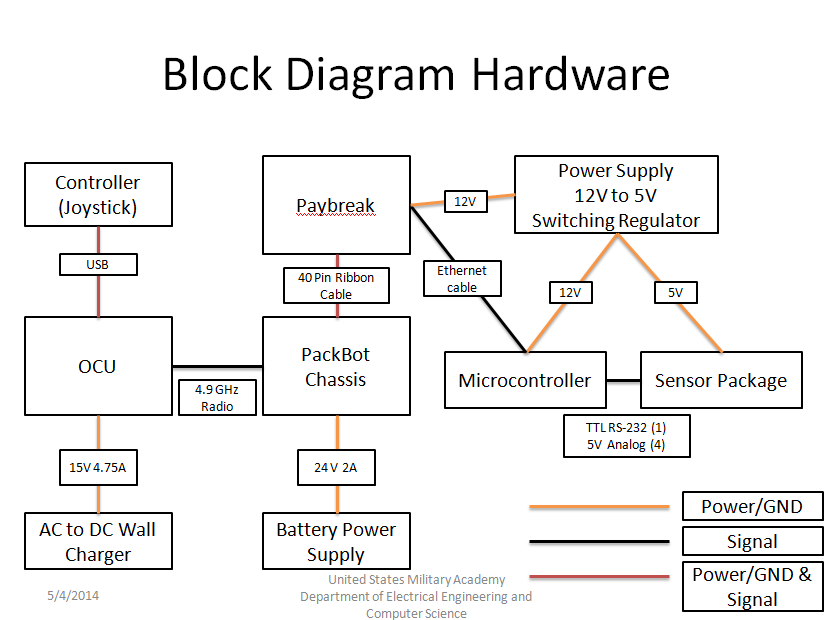 Block Diagram Hardware
Controller
(Joystick)
USB
OCU
4.9 GHz
Radio
15V 4.75A
AC to DC Wall
Charger
Paybreak
40 Pin Ribbon
Cable
PackBot
Chassis
24 V 2A
Battery Power
Supply
12V
Ethernet
cable
Power Supply
12V to 5V
Switching Regulator
12V
5V
Microcontroller
Sensor Package
TTL RS-232 (1)
5V Analog (4)
Power/GND
Signal
Power/GND &
Signal
5/4/2014
United States Military Academy
Department of Electrical Engineering and
Computer Science